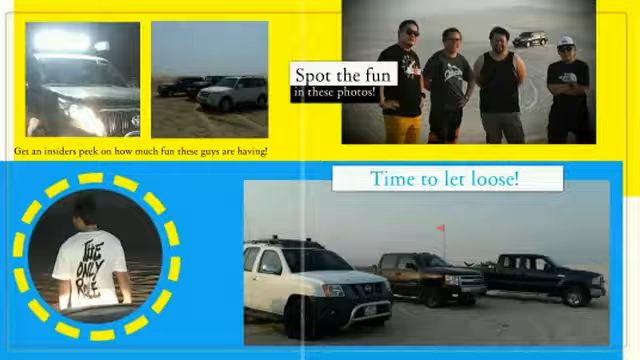 Spot the fun
in these photos!
Get an insiders peek on how much fun these guys are having!
Time to let loose!
THE
ONLY
RULE